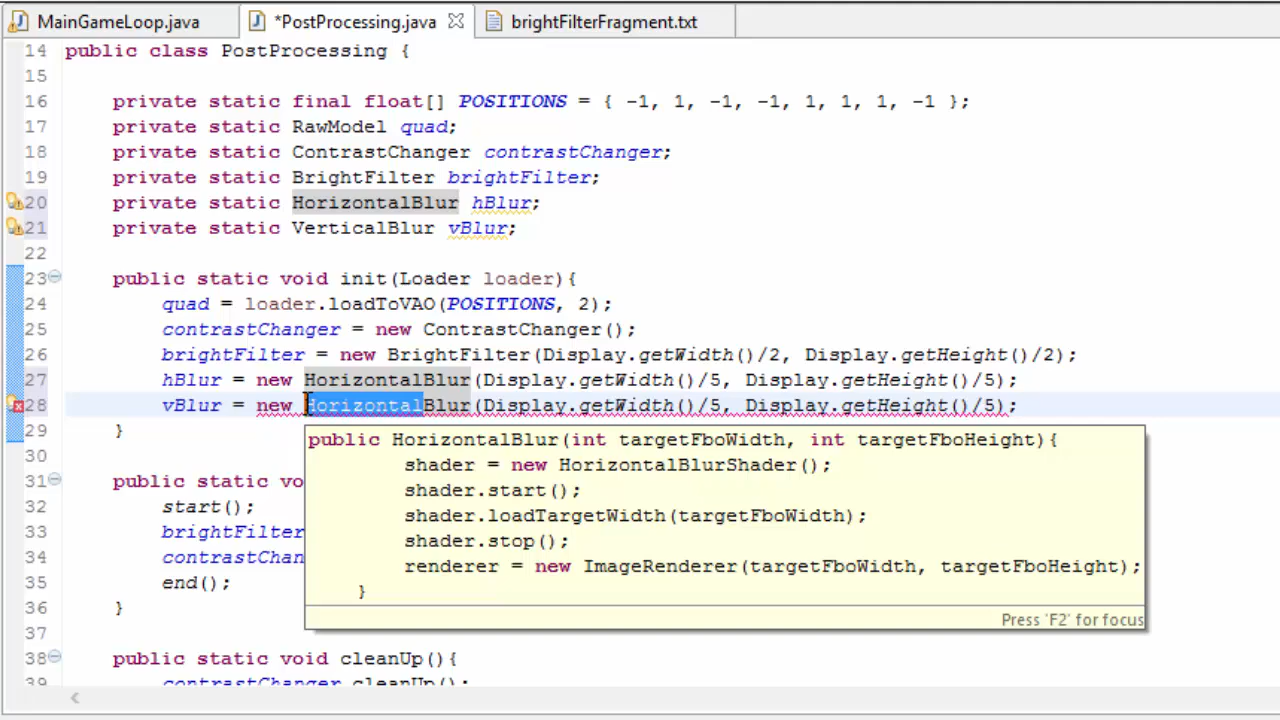 MainGameLoop.java *PostProcessing.java brightFilterFragment.txt
14 public class PostProcessing {
15
16 private static final float[] POSITIONS = { -1, 1, -1, -1, 1, 1, 1, -1 };
17 private static RawModel quad;
18 private static ContrastChanger contrastChanger;
19 private static BrightFilter brightFilter;
20 private static HorizontalBlur hBlur;
21 private static VerticalBlur vBlur;
22
23 public static void init(Loader loader){
24 quad = loader.loadToVAO(POSITIONS, 2);
25 contrastChanger = new ContrastChanger();
26 brightFilter = new BrightFilter(Display.getWidth()/2, Display.getHeight()/2);
27 hBlur = new HorizontalBlur(Display.getWidth()/5, Display.getHeight()/5);
28 vBlur = new HorizontalBlur(Display.getWidth()/5, Display.getHeight()/5);
29 }
30
31 public static vo
32 start();
33 brightFilter
34 contrastChan
35 end();
36 }
37
38 public static void cleanUp(){
39 contrastChanger.cleanUp();
public HorizontalBlur(int targetFboWidth, int targetFboHeight){
shader = new HorizontalBlurShader();
shader.start();
shader.loadTargetWidth(targetFboWidth);
shader.stop();
renderer = new ImageRenderer(targetFboWidth, targetFboHeight);
}
Press 'F2' for focus